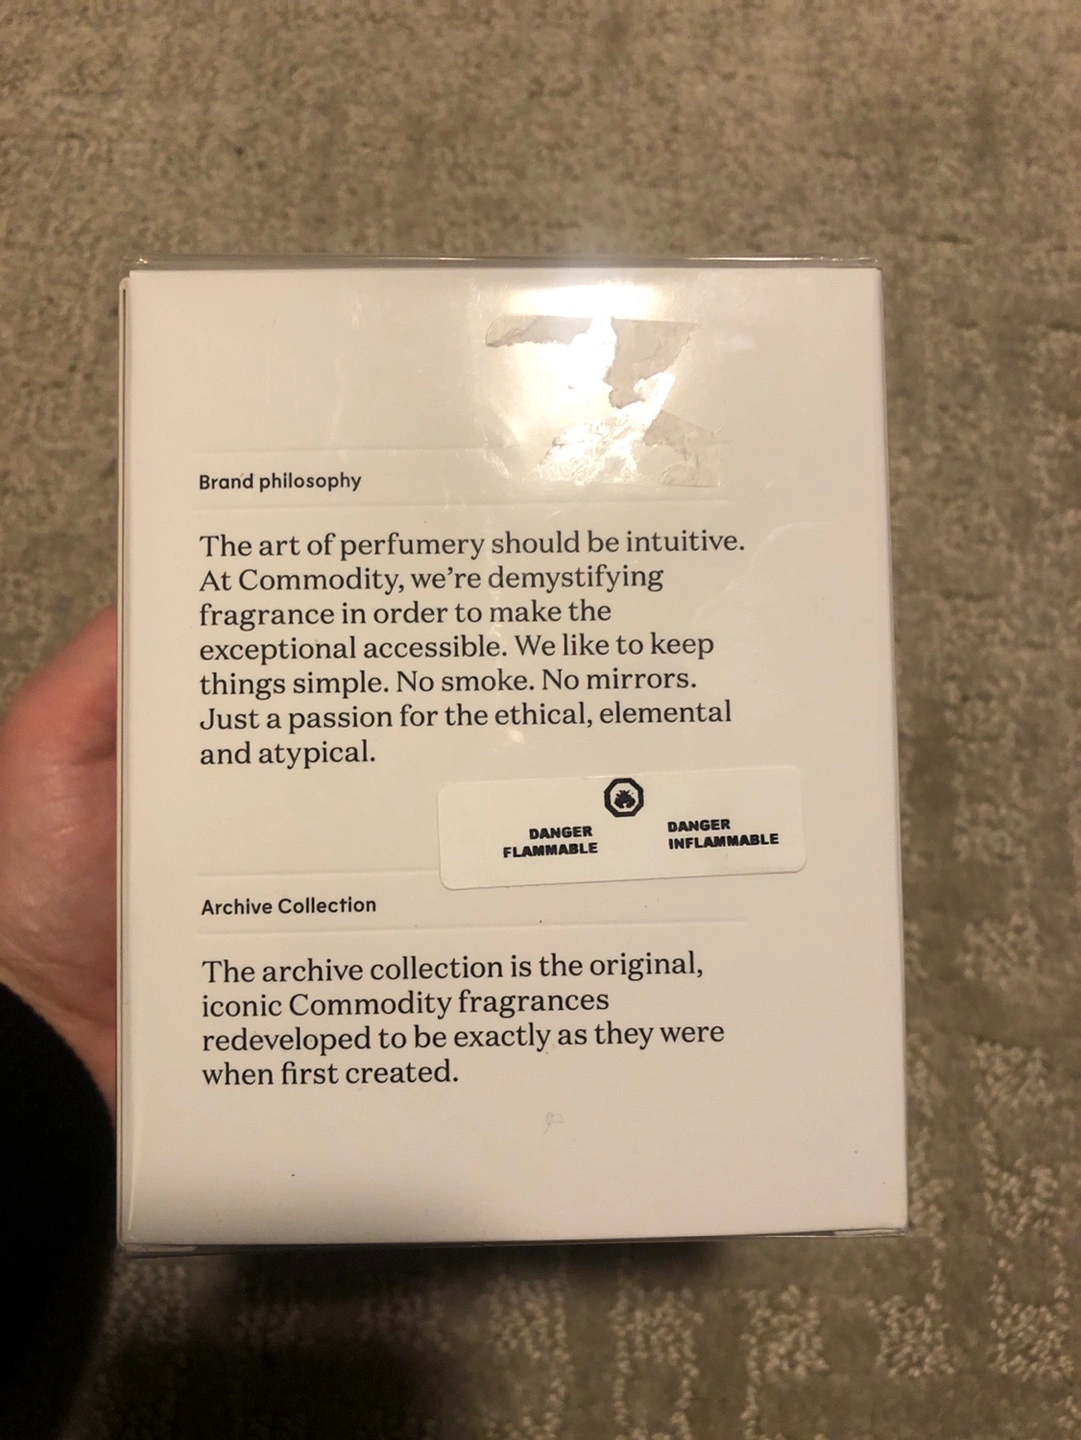 Brand philosophy
The art of perfumery should be intuitive.
At Commodity, we're demystifying
fragrance in order to make the
exceptional accessible. We like to keep
things simple. No smoke. No mirrors.
Just a passion for the ethical, elemental
and atypical.
DANGER
FLAMMABLE
DANGER
INFLAMMABLE
Archive Collection
The archive collection is the original,
iconic Commodity fragrances
redeveloped to be exactly as they were
when first created.